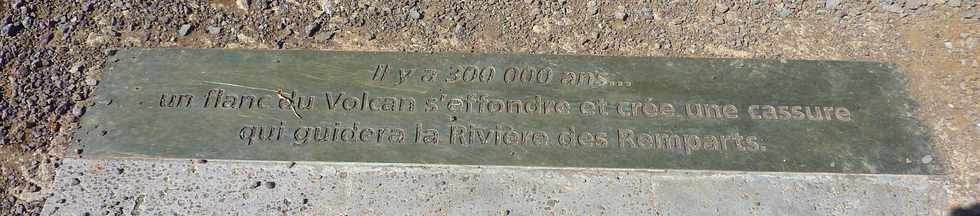 Il y a 300 000 ans...
un flanc du Volcan s'effondre et crée une cassure
qui guidera la Rivière des Remparts.